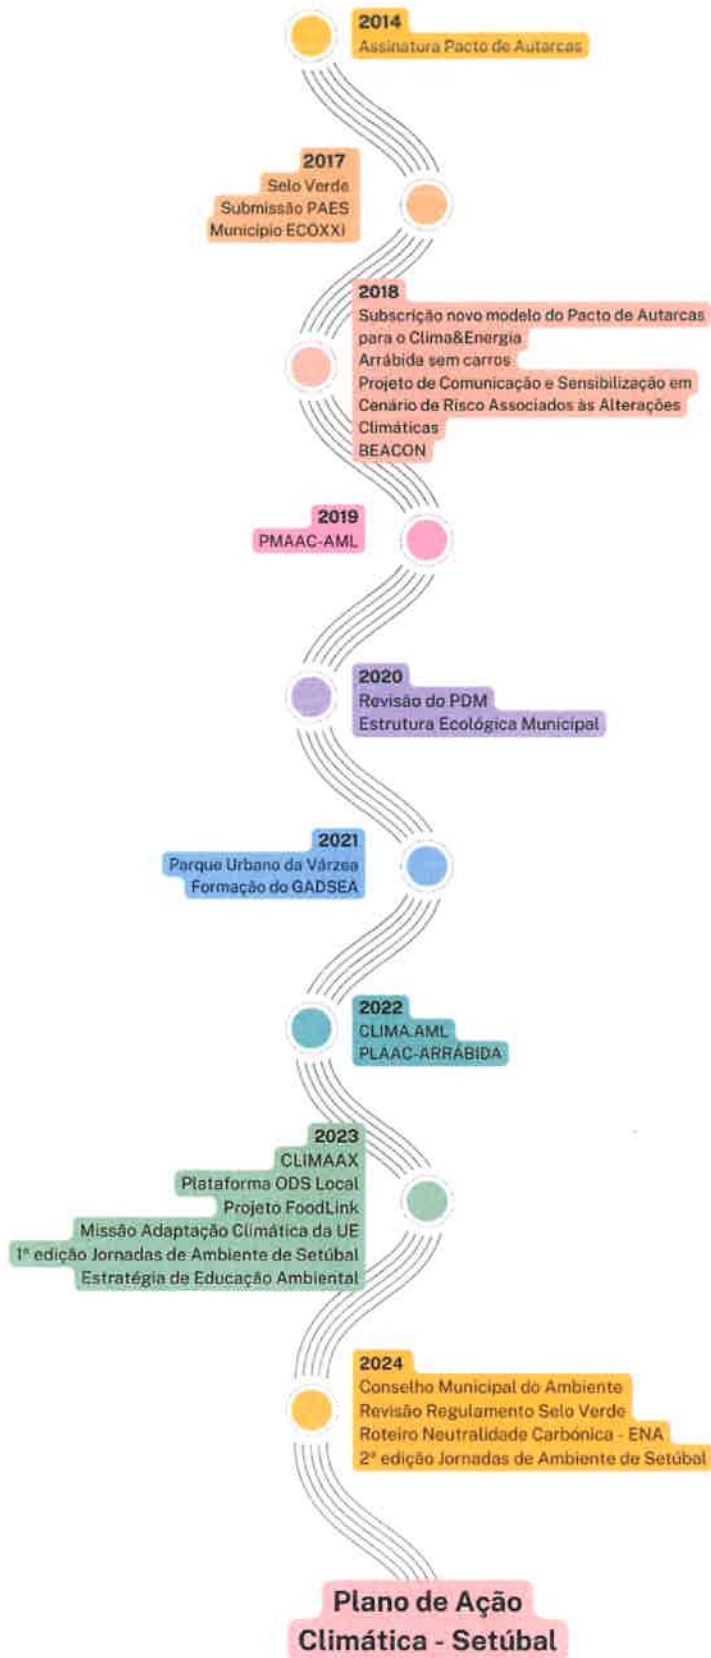 2014
Assinatura Pacto de Autarcas
2017
Selo Verde
Submissão PAES
Município ECOXXI
2018
Subscrição novo modelo do Pacto de Autarcas
para o Clima&Energia
Arrábida sem carros
Projeto de Comunicação e Sensibilização em
Cenário de Risco Associados às Alterações
Climáticas
BEACON
2019
PMAAC-AML
2020
Revisão do PDM
Estrutura Ecológica Municipal
2021
Parque Urbano da Várzea
Formação do GADSEA
2022
CLIMA.AML
PLAAC-ARRÁBIDA
2023
CLIMAAX
Plataforma ODS Local
Projeto FoodLink
Missão Adaptação Climática da UE
1ª edição Jornadas de Ambiente de Setúbal
Estratégia de Educação Ambiental
2024
Conselho Municipal do Ambiente
Revisão Regulamento Selo Verde
Roteiro Neutralidade Carbónica - ENA
2ª edição Jornadas de Ambiente de Setúbal
Plano de Ação
Climática - Setúbal